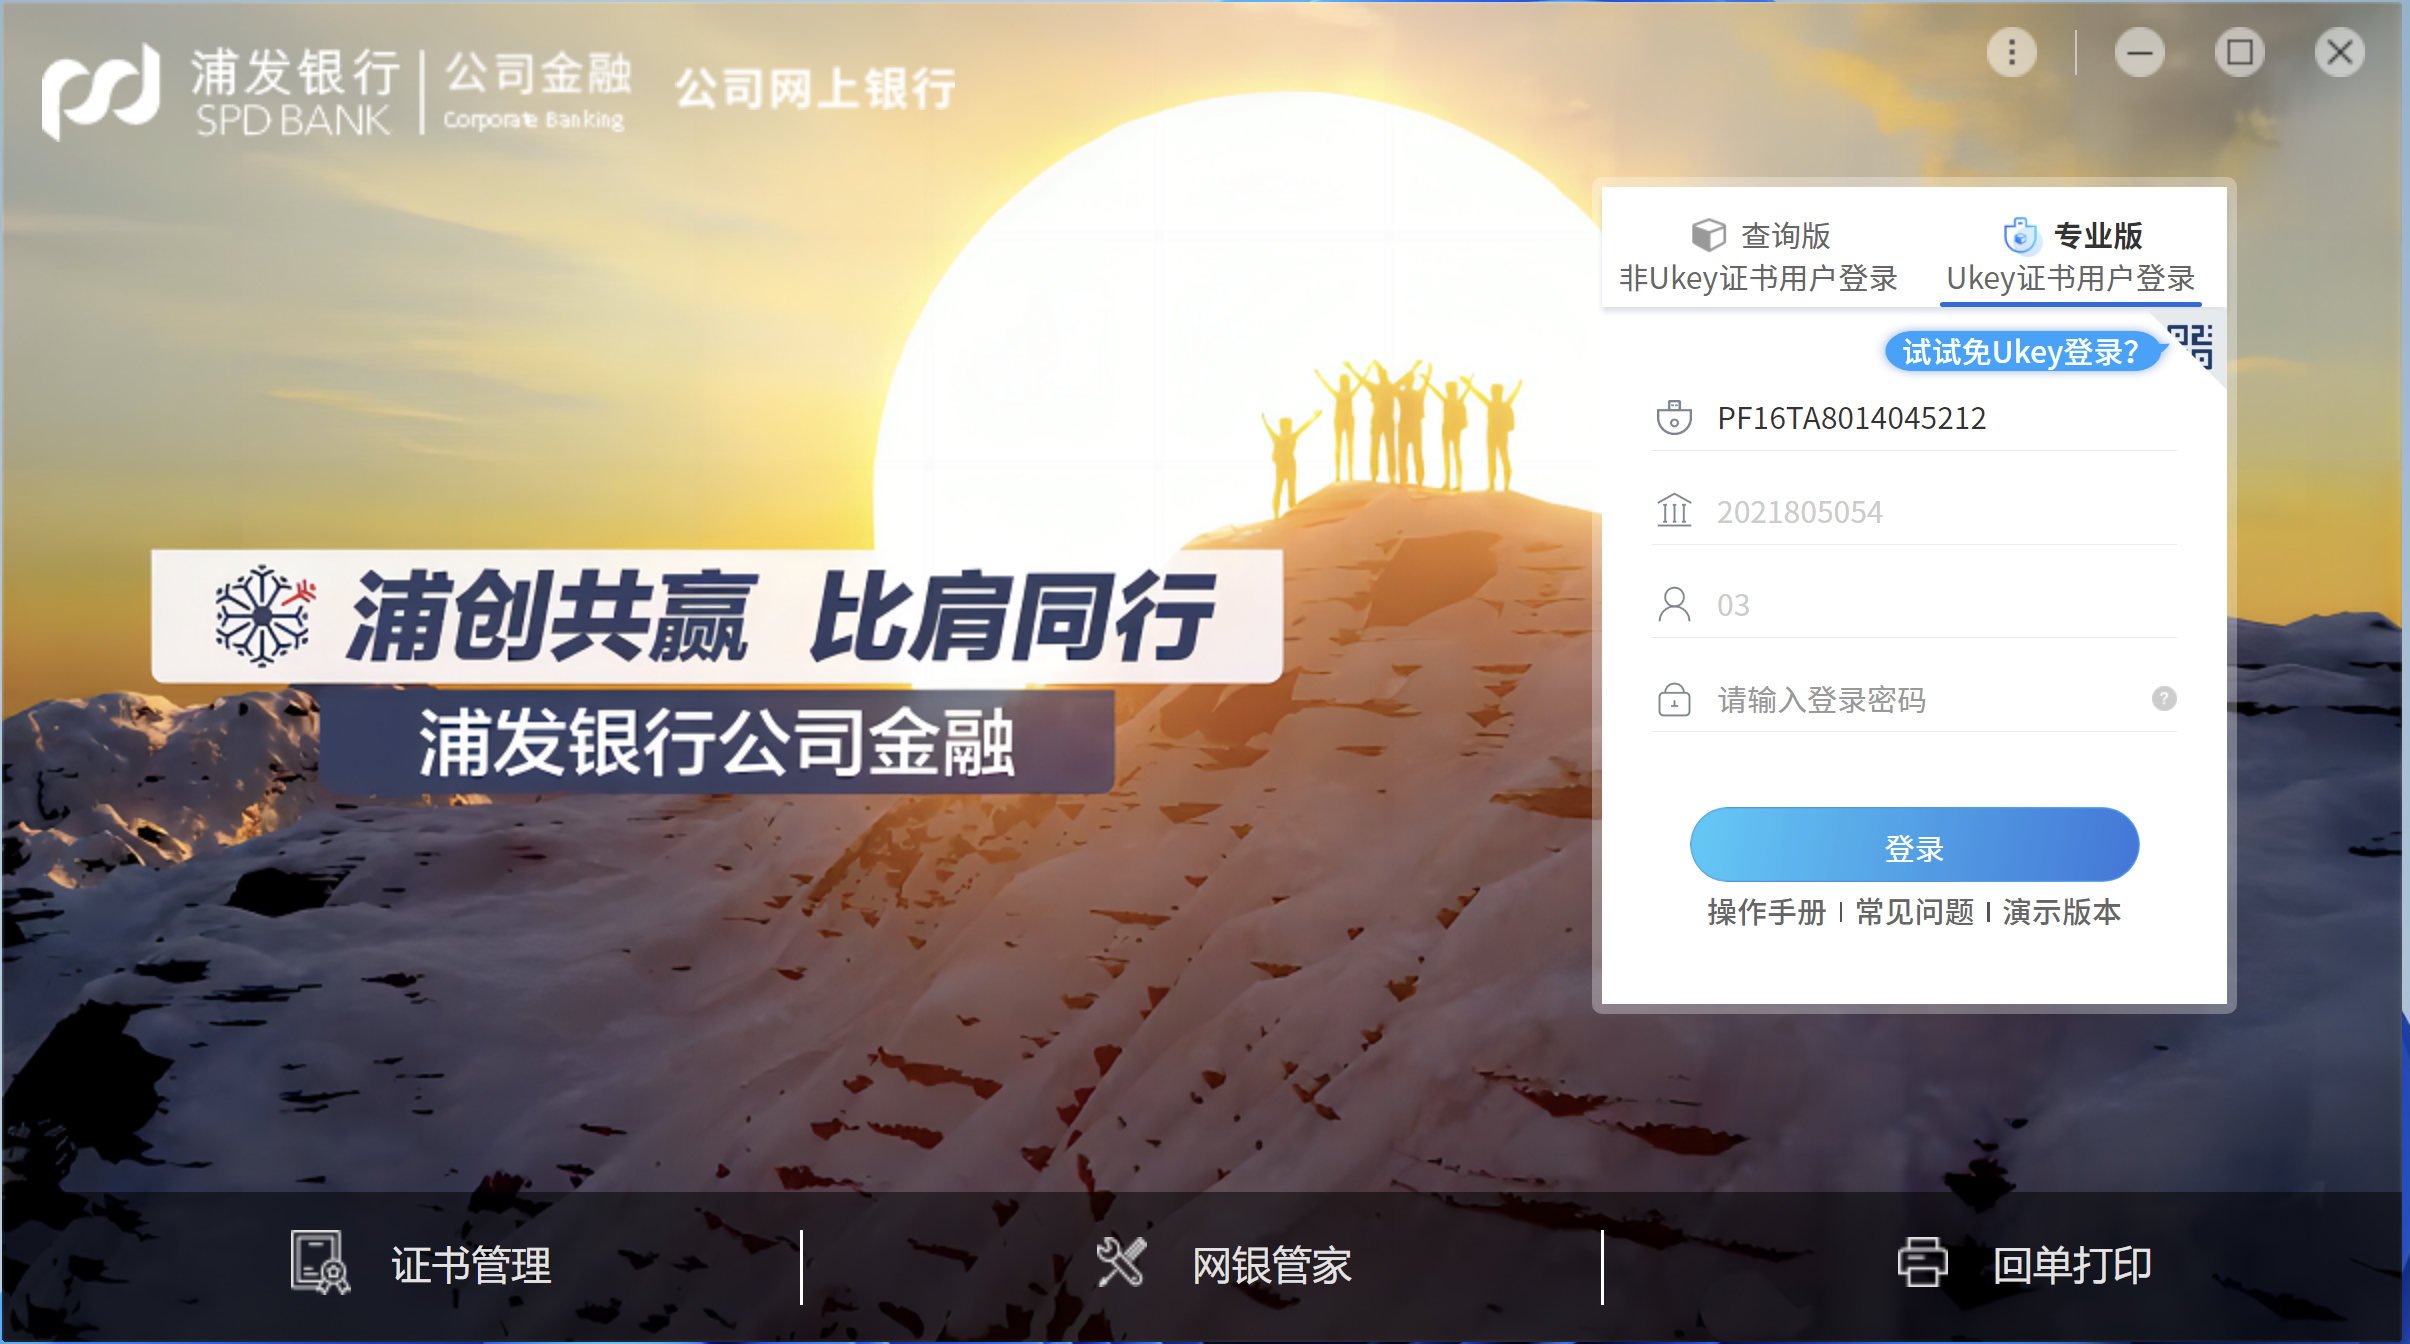 浦发银行 公司金融 公司网上银行
SPD BANK Corporate Banking
查询版 专业版
非Ukey证书用户登录 Ukey证书用户登录
试试免Ukey登录?
PF16TA8014045212
2021805054
03
请输入登录密码
?
登录
操作手册 | 常见问题 | 演示版本
浦创共赢 比肩同行
浦发银行公司金融
证书管理 网银管家 回单打印